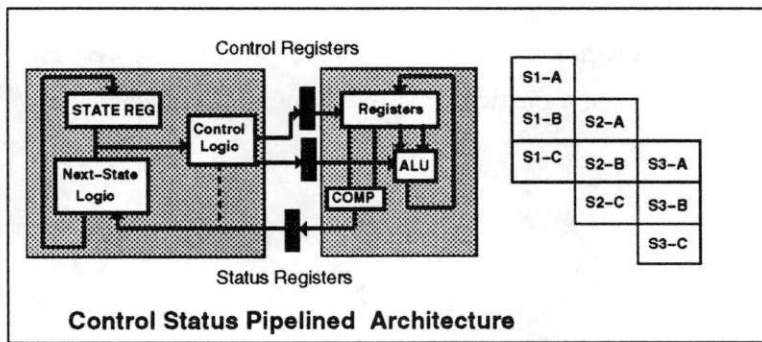 Control Registers
STATE REG
Control
Logic
Next-State
Logic
Registers
ALU
COMP
Status Registers
S1-A
S1-B S2-A
S1-C S2-B S3-A
S2-C S3-B
S3-C
Control Status Pipelined Architecture